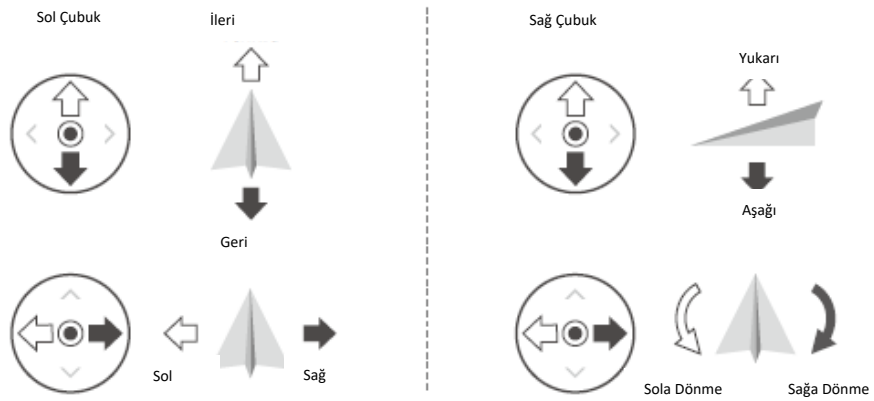 Sol Çubuk
İleri
Geri
Sol
Sağ
Sağ Çubuk
Yukarı
Aşağı
Sola Dönme
Sağa Dönme